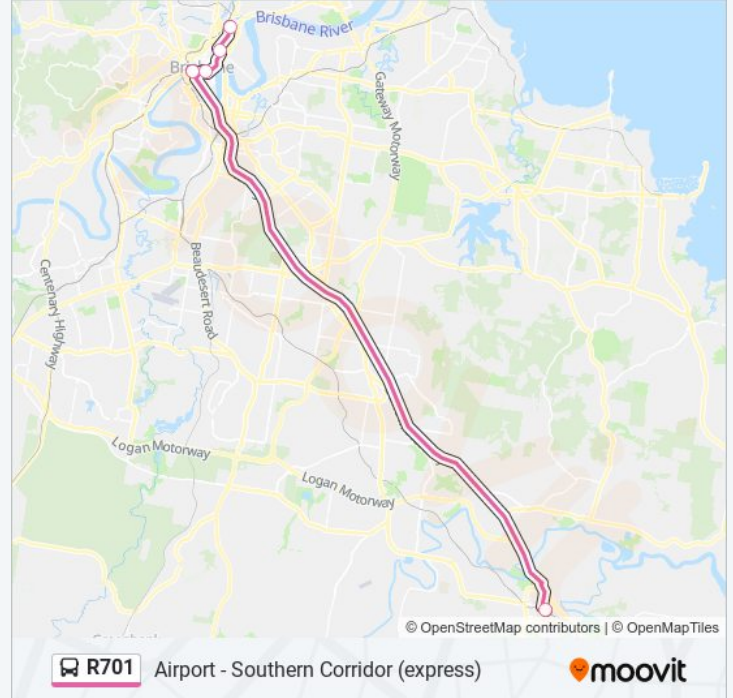 Brisbane River
Brisbane
Gateway Motorway
Beaudesert Road
Centenary Highway
Logan Motorway
Logan Motorway
© OpenStreetMap contributors | © OpenMapTiles
R701 Airport - Southern Corridor (express)
moovit